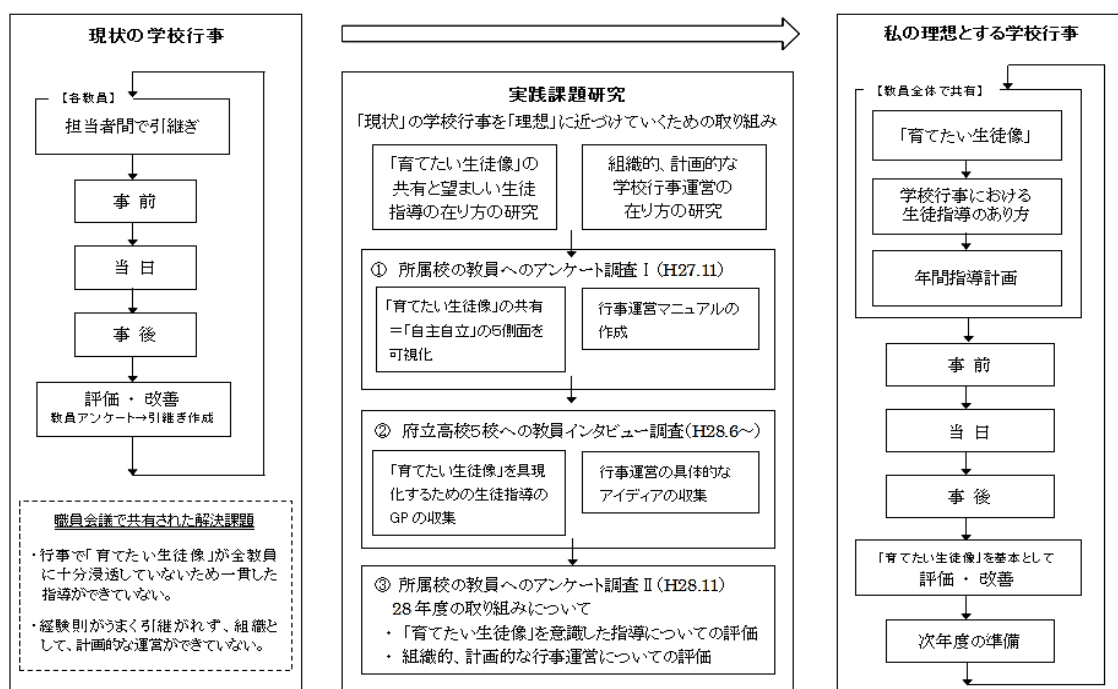 現状の学校行事
【各教員】
担当者間で引継ぎ
事 前
当 日
事 後
評価 ・ 改善
教員アンケート→引継ぎ作成
職員会議で共有された解決課題
・行事で「育てたい生徒像」が全教員
に十分浸透していないため一貫した
指導ができていない。
・経験則がうまく引継がれず、組織と
して、計画的な運営ができていない。
実践課題研究
「現状」の学校行事を「理想」に近づけていくための取り組み
「育てたい生徒像」の
共有と望ましい生徒
指導の在り方の研究
組織的、計画的な
学校行事運営の
在り方の研究
① 所属校の教員へのアンケート調査Ⅰ(H27.11)
「育てたい生徒像」の共有
＝「自主自立」の5側面を
可視化
行事運営マニュアルの
作成
② 府立高校5校への教員インタビュー調査(H28.6～)
「育てたい生徒像」を具現
化するための生徒指導の
GPの収集
行事運営の具体的な
アイディアの収集
③ 所属校の教員へのアンケート調査Ⅱ(H28.11)
28年度の取り組みについて
・ 「育てたい生徒像」を意識した指導についての評価
・ 組織的、計画的な行事運営についての評価
私の理想とする学校行事
【教員全体で共有】
「育てたい生徒像」
学校行事における
生徒指導のあり方
年間指導計画
事 前
当 日
事 後
「育てたい生徒像」を基本として
評価 ・ 改善
次年度の準備